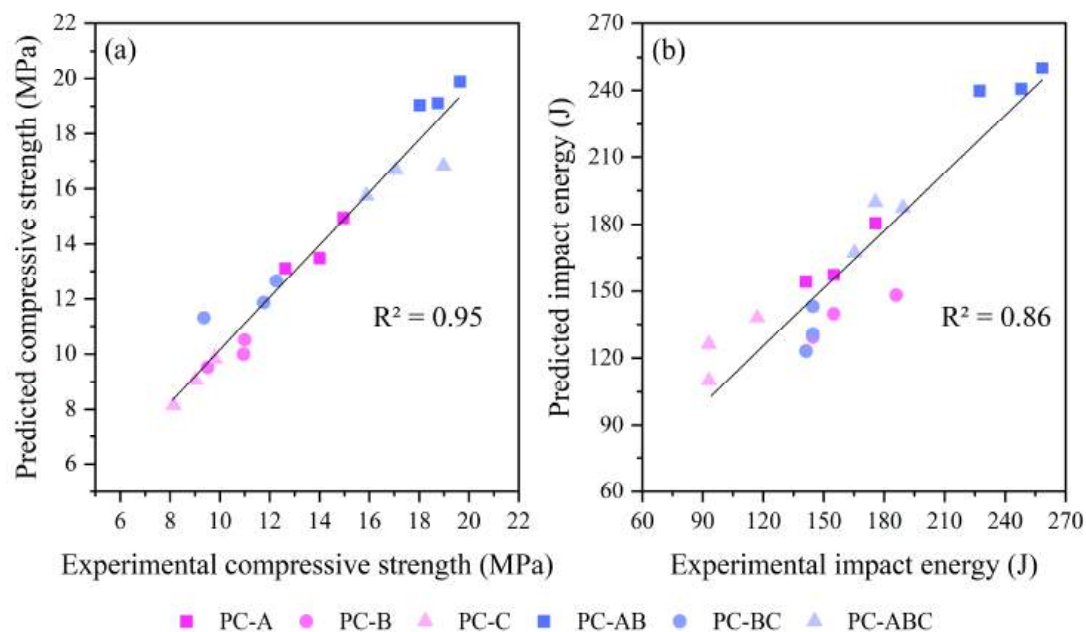 (a)
Predicted compressive strength (MPa)
22
20
18
16
14
12
10
8
6
R² = 0.95
6 8 10 12 14 16 18 20 22
Experimental compressive strength (MPa)
(b)
Predicted impact energy (J)
270
240
210
180
150
120
90
60
R² = 0.86
60 90 120 150 180 210 240 270
Experimental impact energy (J)
PC-A PC-B PC-C PC-AB PC-BC PC-ABC